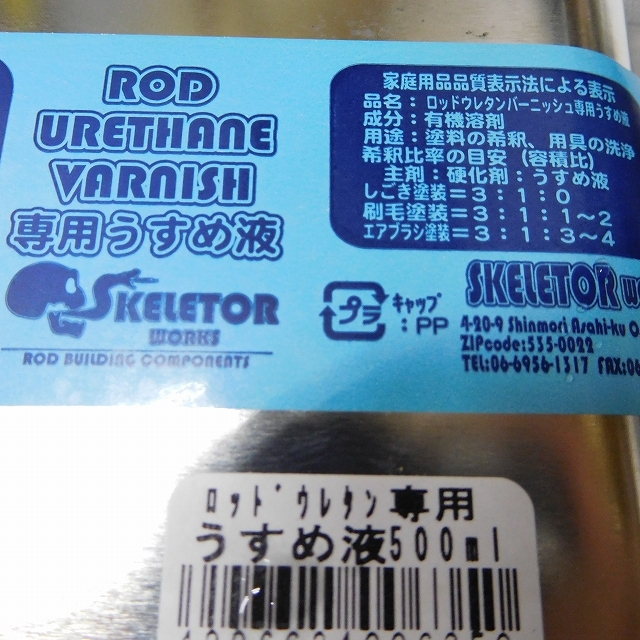 ROD
URETHANE
VARNISH
専用うすめ液
SKELETOR
WORKS
ROD BUILDING COMPONENTS
家庭用品品質表示法による表示
品名：ロッドウレタンバーニッシュ専用うすめ液
成分：有機溶剤
用途：塗料の希釈、用具の洗浄
希釈比率の目安（容積比）
主剤：硬化剤：うすめ液
しごき塗装＝3：1：0
刷毛塗装＝3：1：1～2
エアブラシ塗装＝3：1：3～4
プラ
キャップ
：PP
SKELETOR
4-20-9 Shinmori Asahi-ku
ZIPcode:535-0022
TEL:06-6956-1317 FAX:06
ﾛｯﾄﾞｳﾚﾀﾝ専用
うすめ液500ml